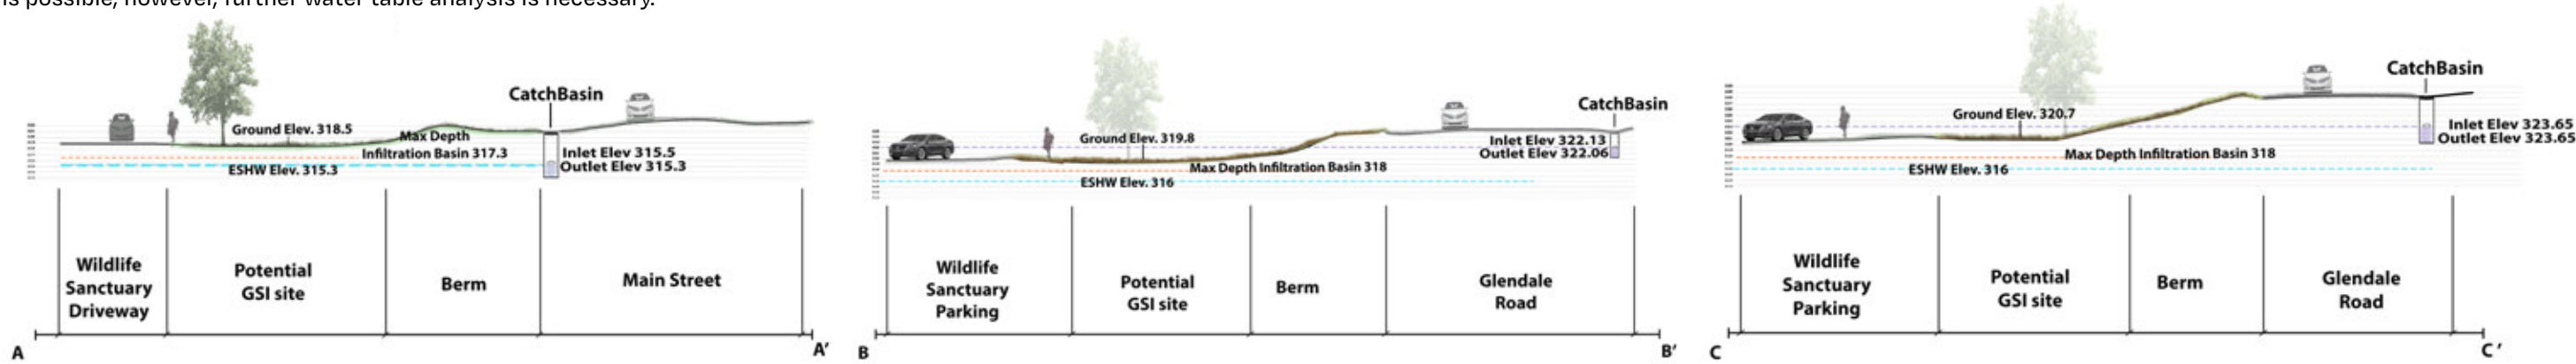 is possible, however, further water table analysis is necessary.
CatchBasin
Ground Elev. 318.5
Max Depth
Infiltration Basin 317.3
Inlet Elev 315.5
Outlet Elev 315.3
ESHW Elev. 315.3
Wildlife
Sanctuary
Driveway
Potential
GSI site
Berm
Main Street
A
A’
CatchBasin
Ground Elev. 319.8
Inlet Elev 322.13
Outlet Elev 322.06
Max Depth Infiltration Basin 318
ESHW Elev. 316
Wildlife
Sanctuary
Parking
Potential
GSI site
Berm
Glendale
Road
B
B’
CatchBasin
Ground Elev. 320.7
Inlet Elev 323.65
Outlet Elev 323.65
Max Depth Infiltration Basin 318
ESHW Elev. 316
Wildlife
Sanctuary
Parking
Potential
GSI site
Berm
Glendale
Road
C
C’